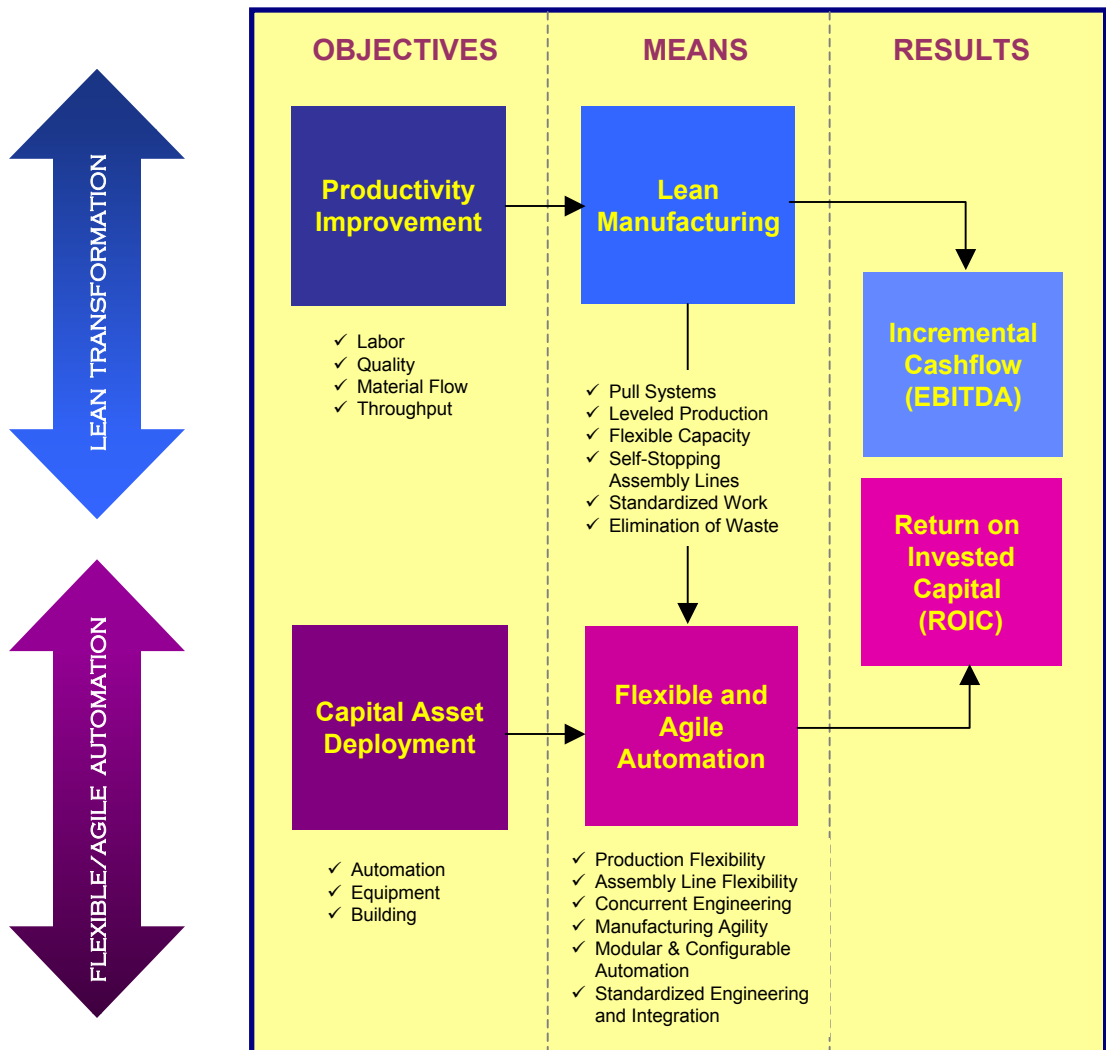 OBJECTIVES
MEANS
RESULTS
LEAN TRANSFORMATION
Productivity
Improvement
✓ Labor
✓ Quality
✓ Material Flow
✓ Throughput
Lean
Manufacturing
✓ Pull Systems
✓ Leveled Production
✓ Flexible Capacity
✓ Self-Stopping
Assembly Lines
✓ Standardized Work
✓ Elimination of Waste
Incremental
Cashflow
(EBITDA)
Return on
Invested
Capital
(ROIC)
FLEXIBLE/AGILE AUTOMATION
Capital Asset
Deployment
✓ Automation
✓ Equipment
✓ Building
Flexible and
Agile
Automation
✓ Production Flexibility
✓ Assembly Line Flexibility
✓ Concurrent Engineering
✓ Manufacturing Agility
✓ Modular & Configurable
Automation
✓ Standardized Engineering
and Integration